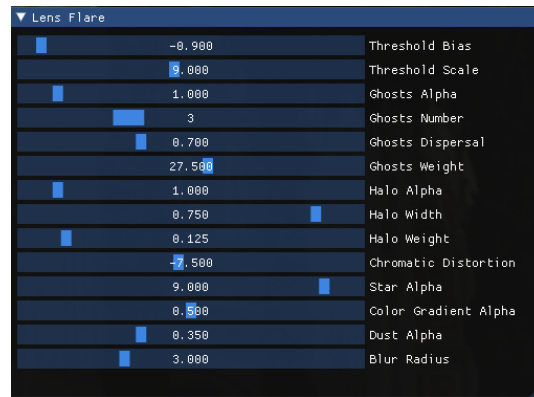 Lens Flare
-0.900 Threshold Bias
9.000 Threshold Scale
1.000 Ghosts Alpha
3 Ghosts Number
0.700 Ghosts Dispersal
27.500 Ghosts Weight
1.000 Halo Alpha
0.750 Halo Width
0.125 Halo Weight
-7.500 Chromatic Distortion
9.000 Star Alpha
0.500 Color Gradient Alpha
0.350 Dust Alpha
3.000 Blur Radius